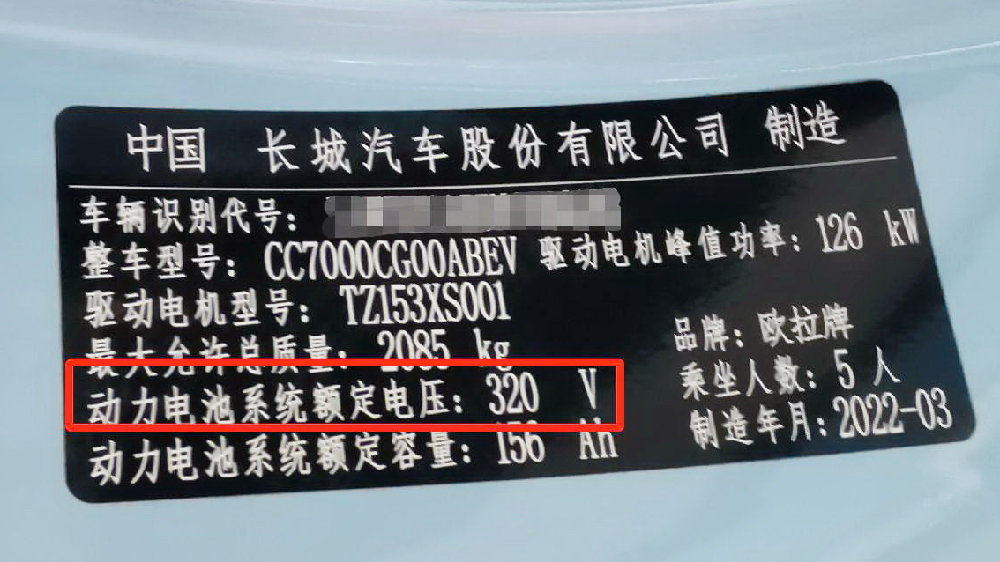 中国 长城汽车股份有限公司 制造
车辆识别代号：
整车型号：CC7000CG00ABEV 驱动电机峰值功率：126 kW
驱动电机型号：TZ153XS001
最大允许总质量：2085 kg
品牌：欧拉牌
动力电池系统额定电压：320 V
乘坐人数：5 人
动力电池系统额定容量：156 Ah
制造年月：2022-03